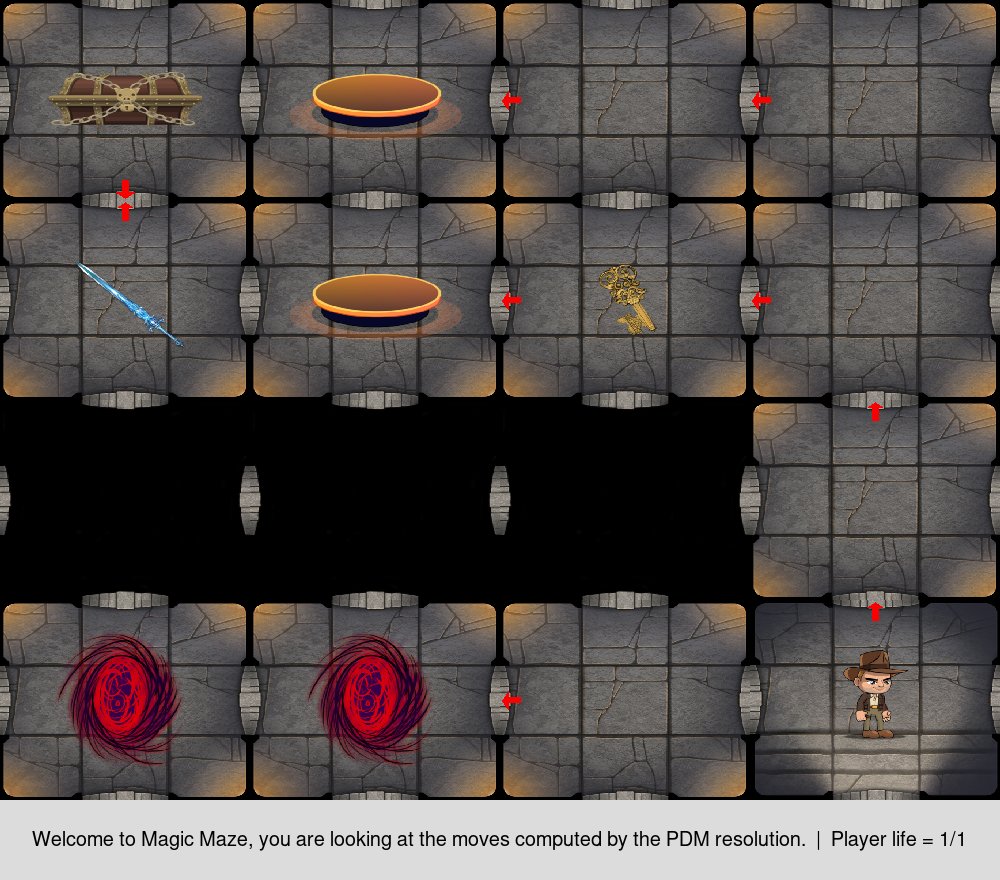 Welcome to Magic Maze, you are looking at the moves computed by the PDM resolution.  |  Player life = 1/1